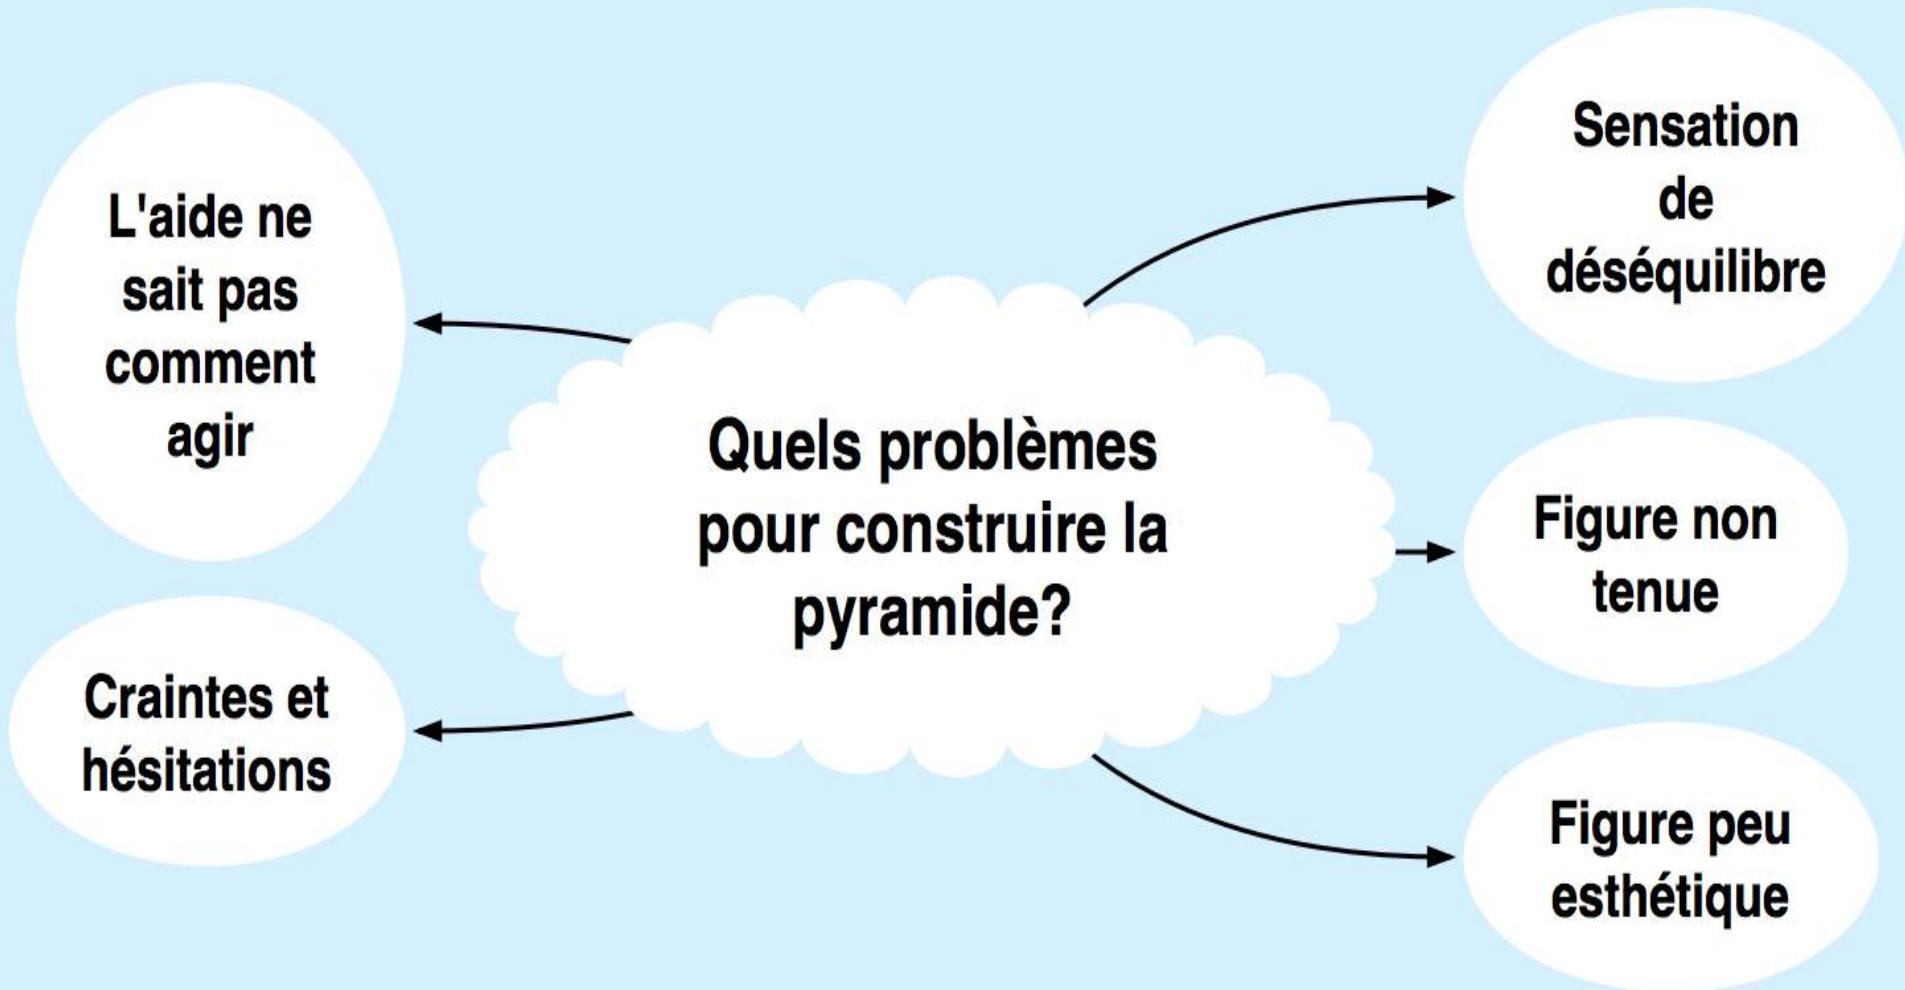 Quels problèmes
pour construire la
pyramide?
L'aide ne
sait pas
comment
agir
Craintes et
hésitations
Sensation
de
déséquilibre
Figure non
tenue
Figure peu
esthétique